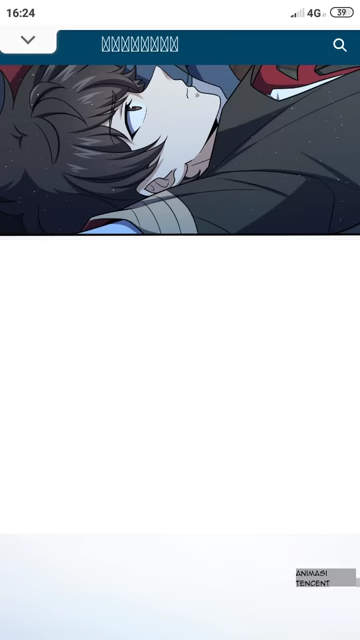 16:24
4G
39
ANIMASI
TENCENT